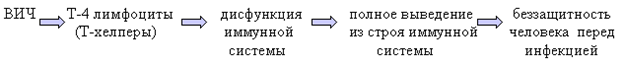 ВИЧ
Т-4 лимфоциты
(Т-хелперы)
дисфункция
иммунной
системы
полное выведение
из строя иммунной
системы
беззащитность
человека перед
инфекцией